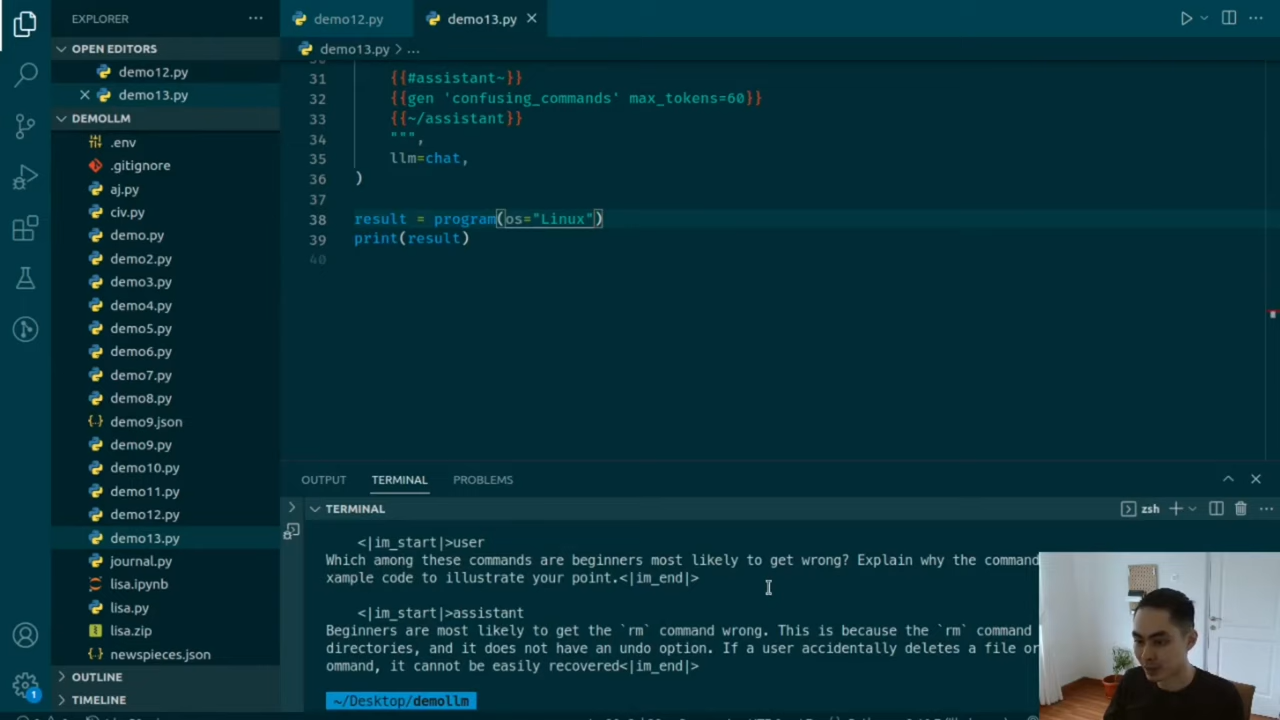 EXPLORER
demo12.py
demo13.py
OPEN EDITORS
demo12.py
demo13.py
DEMOLLM
.env
.gitignore
aj.py
civ.py
demo.py
demo2.py
demo3.py
demo4.py
demo5.py
demo6.py
demo7.py
demo8.py
demo9.json
demo9.py
demo10.py
demo11.py
demo12.py
demo13.py
journal.py
lisa.ipynb
lisa.py
lisa.zip
newspieces.json
OUTLINE
TIMELINE
1
demo13.py > ...
31 {{#assistant~}}
32 {{gen 'confusing_commands' max_tokens=60}}
33 {{~/assistant}}
34 """,
35 llm=chat,
36 )
37
38 result = program(os="Linux")
39 print(result)
40
OUTPUT TERMINAL PROBLEMS
TERMINAL
zsh
<|im_start|>user
Which among these commands are beginners most likely to get wrong? Explain why the command
xample code to illustrate your point.<|im_end|>
<|im_start|>assistant
Beginners are most likely to get the `rm` command wrong. This is because the `rm` command
directories, and it does not have an undo option. If a user accidentally deletes a file or
ommand, it cannot be easily recovered<|im_end|>
~/Desktop/demollm